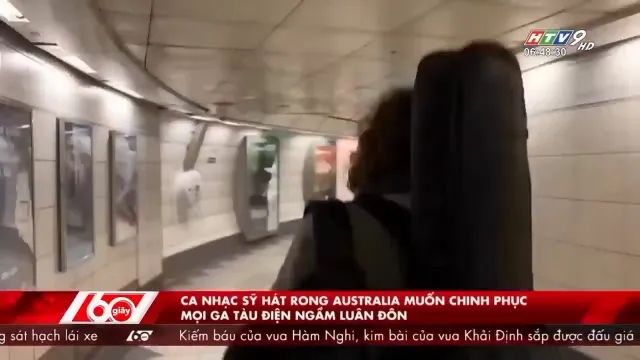 HTV9 HD
06:48:30
60 giây
CA NHẠC SỸ HÁT RONG AUSTRALIA MUỐN CHINH PHỤC
MỌI GA TÀU ĐIỆN NGẦM LUÂN ĐÔN
g sát hạch lái xe 60 giây Kiếm báu của vua Hàm Nghi, kim bài của vua Khải Định sắp được đấu giá